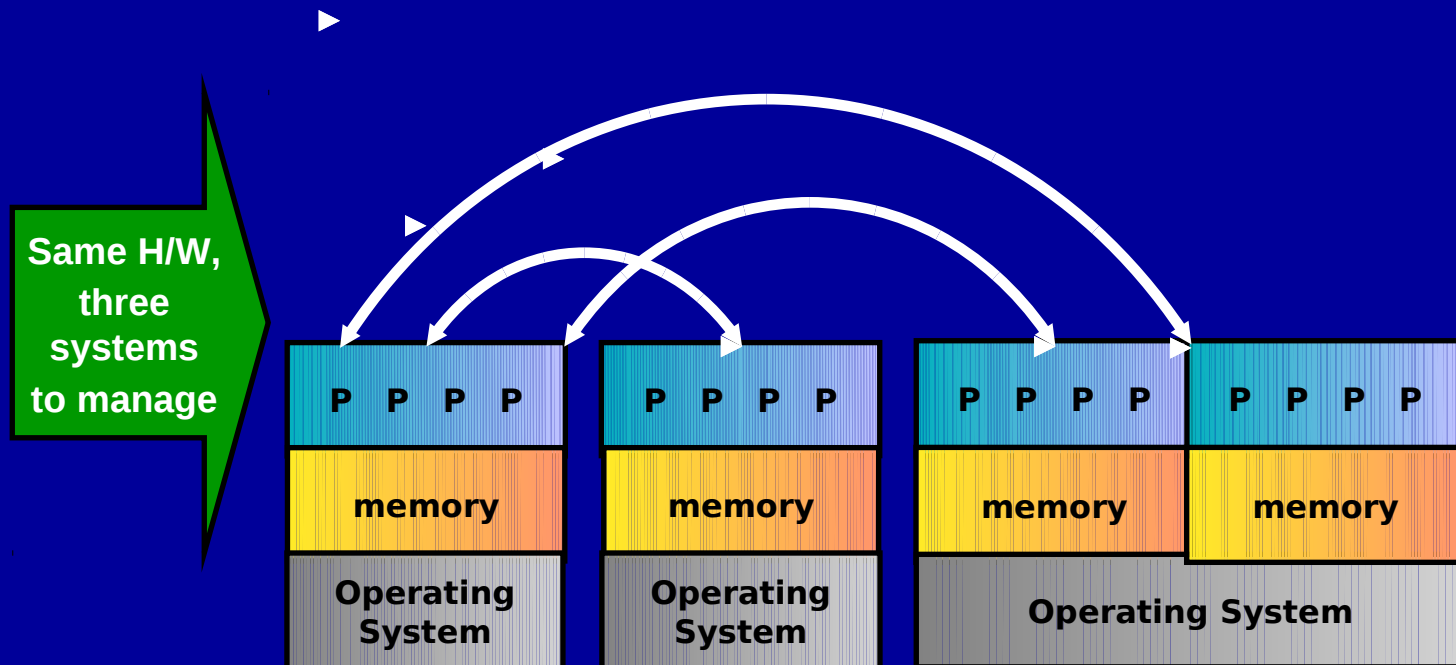 Same H/W,
three
systems
to manage
P P P P
P P P P
P P P P
P P P P
memory
memory
memory
memory
Operating
System
Operating
System
Operating System